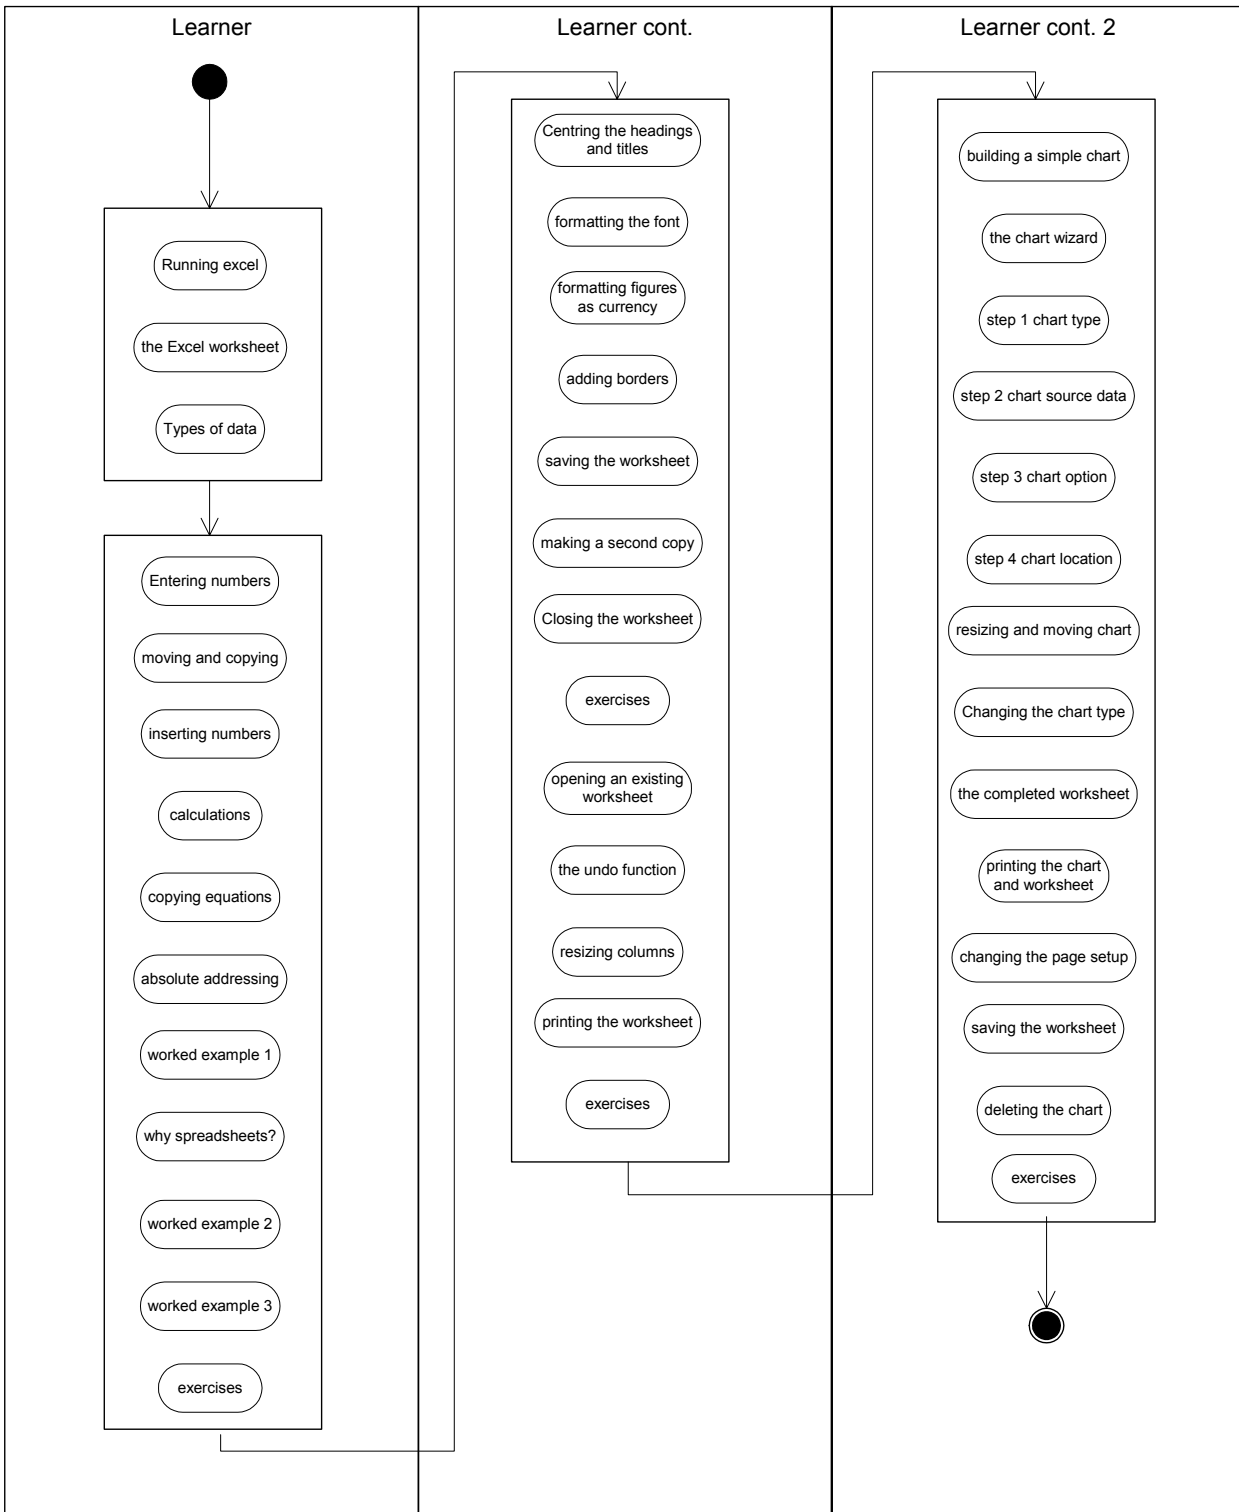 Learner
Running excel
the Excel worksheet
Types of data
Entering numbers
moving and copying
inserting numbers
calculations
copying equations
absolute addressing
worked example 1
why spreadsheets?
worked example 2
worked example 3
exercises
Learner cont.
Centring the headings
and titles
formatting the font
formatting figures
as currency
adding borders
saving the worksheet
making a second copy
Closing the worksheet
exercises
opening an existing
worksheet
the undo function
resizing columns
printing the worksheet
exercises
Learner cont. 2
building a simple chart
the chart wizard
step 1 chart type
step 2 chart source data
step 3 chart option
step 4 chart location
resizing and moving chart
Changing the chart type
the completed worksheet
printing the chart
and worksheet
changing the page setup
saving the worksheet
deleting the chart
exercises